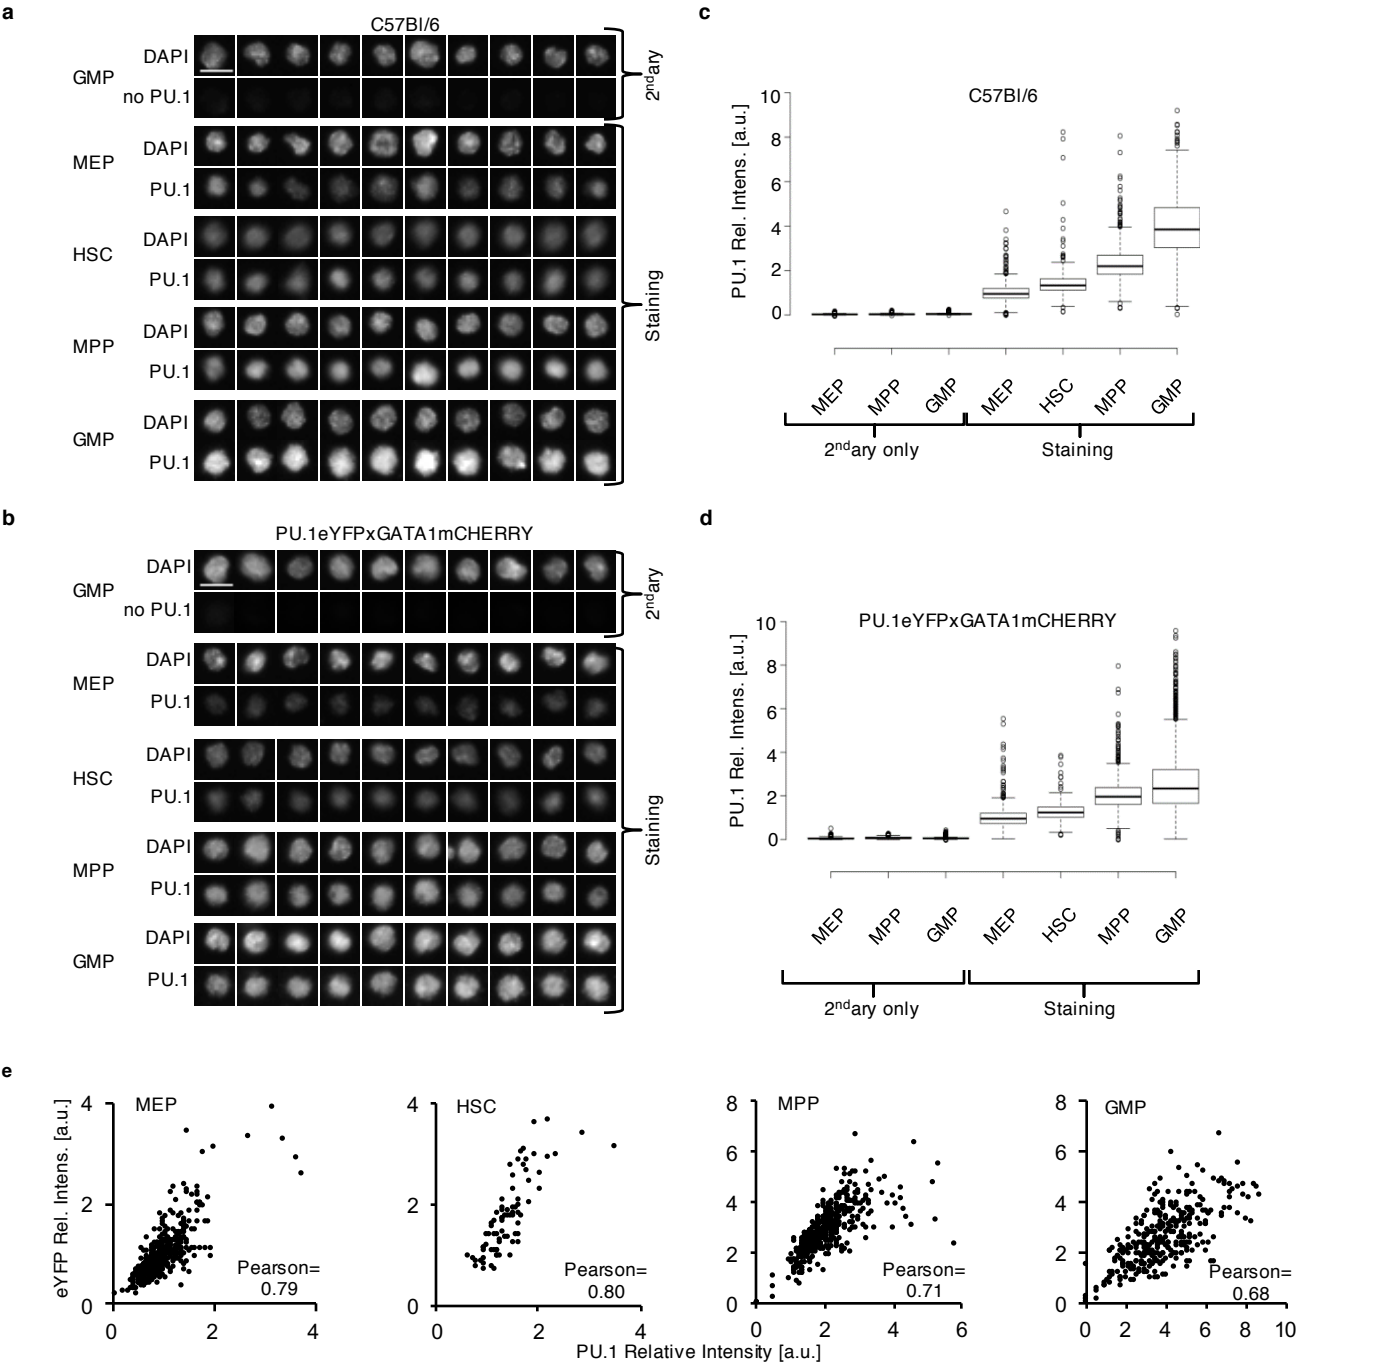 a
C57Bl/6
GMP
DAPI
no PU.1
2ndary
MEP
DAPI
PU.1
HSC
DAPI
PU.1
MPP
DAPI
PU.1
GMP
DAPI
PU.1
Staining
b
PU.1eYFPxGATA1mCHERRY
GMP
DAPI
no PU.1
2ndary
MEP
DAPI
PU.1
HSC
DAPI
PU.1
MPP
DAPI
PU.1
GMP
DAPI
PU.1
Staining
c
C57Bl/6
PU.1 Rel. Intens. [a.u.]
10
8
6
4
2
0
MEP MPP GMP MEP HSC MPP GMP
2ndary only Staining
d
PU.1eYFPxGATA1mCHERRY
PU.1 Rel. Intens. [a.u.]
10
8
6
4
2
0
MEP MPP GMP MEP HSC MPP GMP
2ndary only Staining
e
eYFP Rel. Intens. [a.u.]
MEP
4
2
0
Pearson=
0.79
0 2 4
HSC
4
2
0
Pearson=
0.80
0 2 4
MPP
8
6
4
2
0
Pearson=
0.71
0 2 4 6
GMP
8
6
4
2
0
Pearson=
0.68
0 2 4 6 8 10
PU.1 Relative Intensity [a.u.]